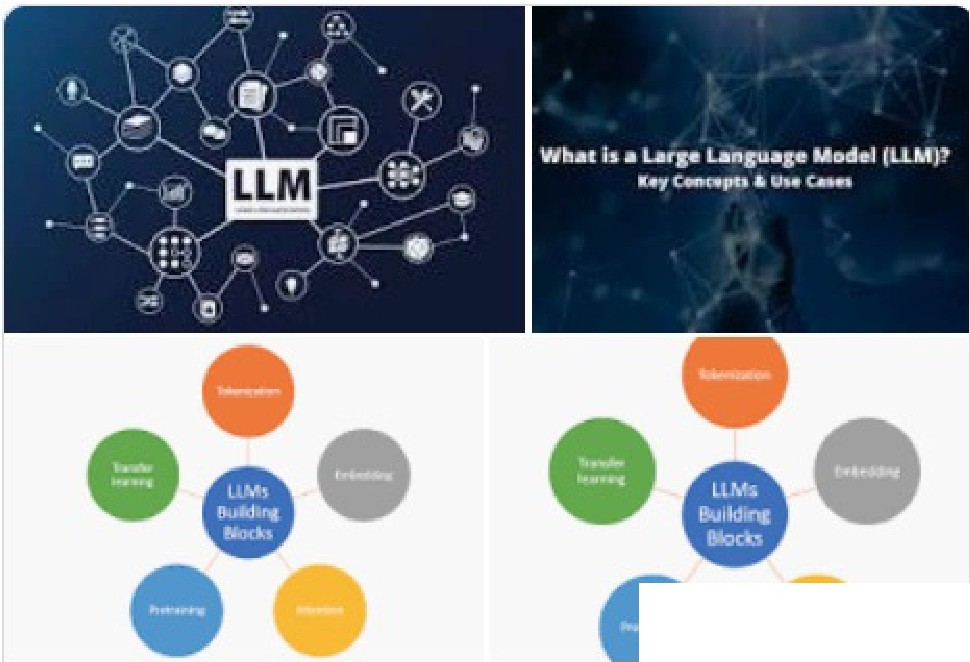 LLM
What is a Large Language Model (LLM)?
Key Concepts & Use Cases
Tokenization
Transfer
learning
Embedding
LLMs
Building
Blocks
Pretraining
Attention
Tokenization
Transfer
learning
Embedding
LLMs
Building
Blocks